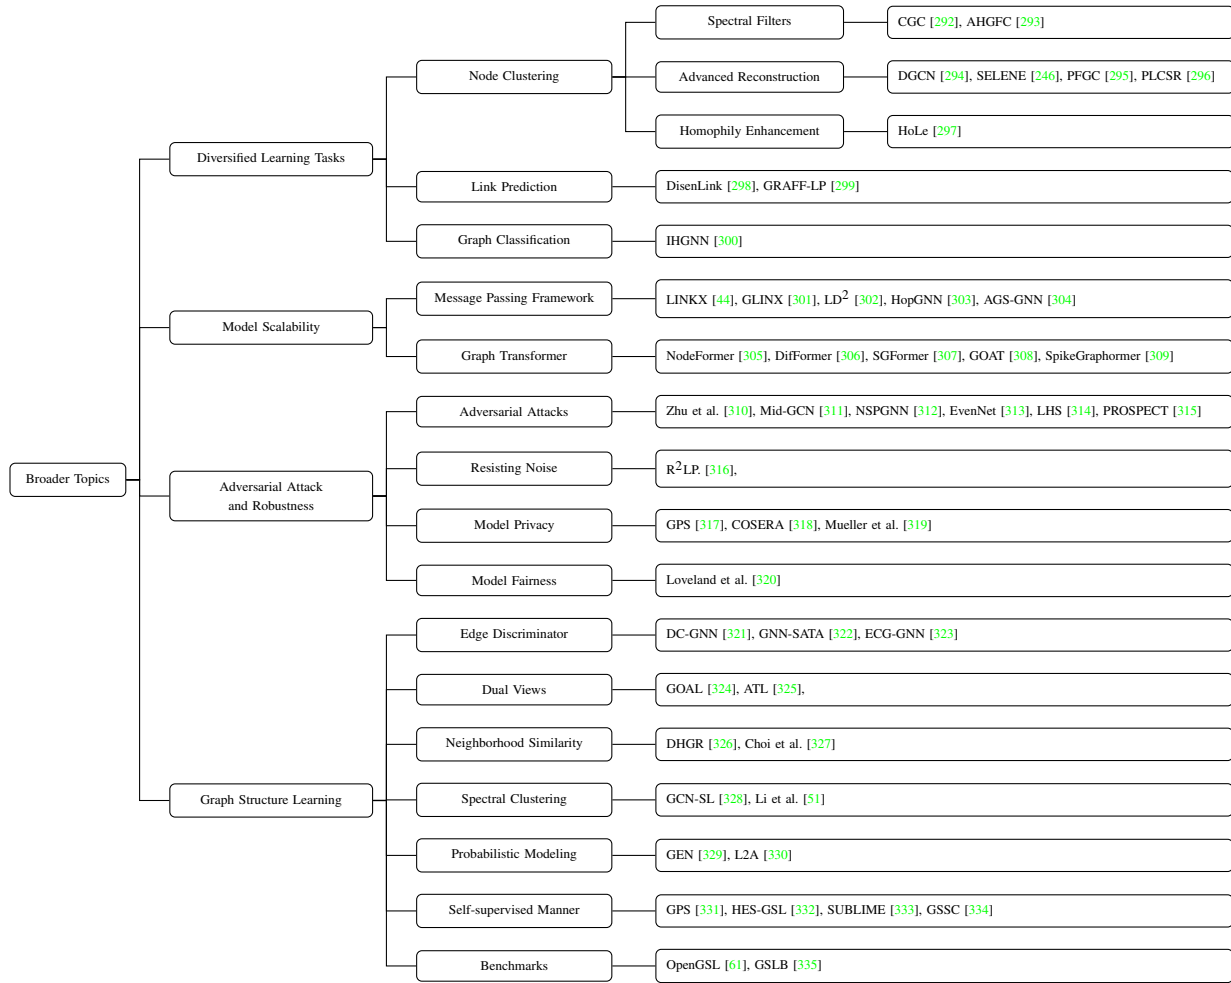 Broader Topics
Diversified Learning Tasks
Node Clustering
Spectral Filters
CGC [292], AHGFC [293]
Advanced Reconstruction
DGCN [294], SELENE [246], PFGC [295], PLCSR [296]
Homophily Enhancement
HoLe [297]
Link Prediction
DisenLink [298], GRAFF-LP [299]
Graph Classification
IHGNN [300]
Model Scalability
Message Passing Framework
LINKX [44], GLINX [301], LD² [302], HopGNN [303], AGS-GNN [304]
Graph Transformer
NodeFormer [305], DifFormer [306], SGFormer [307], GOAT [308], SpikeGraphormer [309]
Adversarial Attack
and Robustness
Adversarial Attacks
Zhu et al. [310], Mid-GCN [311], NSPGNN [312], EvenNet [313], LHS [314], PROSPECT [315]
Resisting Noise
R²LP. [316],
Model Privacy
GPS [317], COSERA [318], Mueller et al. [319]
Model Fairness
Loveland et al. [320]
Graph Structure Learning
Edge Discriminator
DC-GNN [321], GNN-SATA [322], ECG-GNN [323]
Dual Views
GOAL [324], ATL [325],
Neighborhood Similarity
DHGR [326], Choi et al. [327]
Spectral Clustering
GCN-SL [328], Li et al. [51]
Probabilistic Modeling
GEN [329], L2A [330]
Self-supervised Manner
GPS [331], HES-GSL [332], SUBLIME [333], GSSC [334]
Benchmarks
OpenGSL [61], GSLB [335]